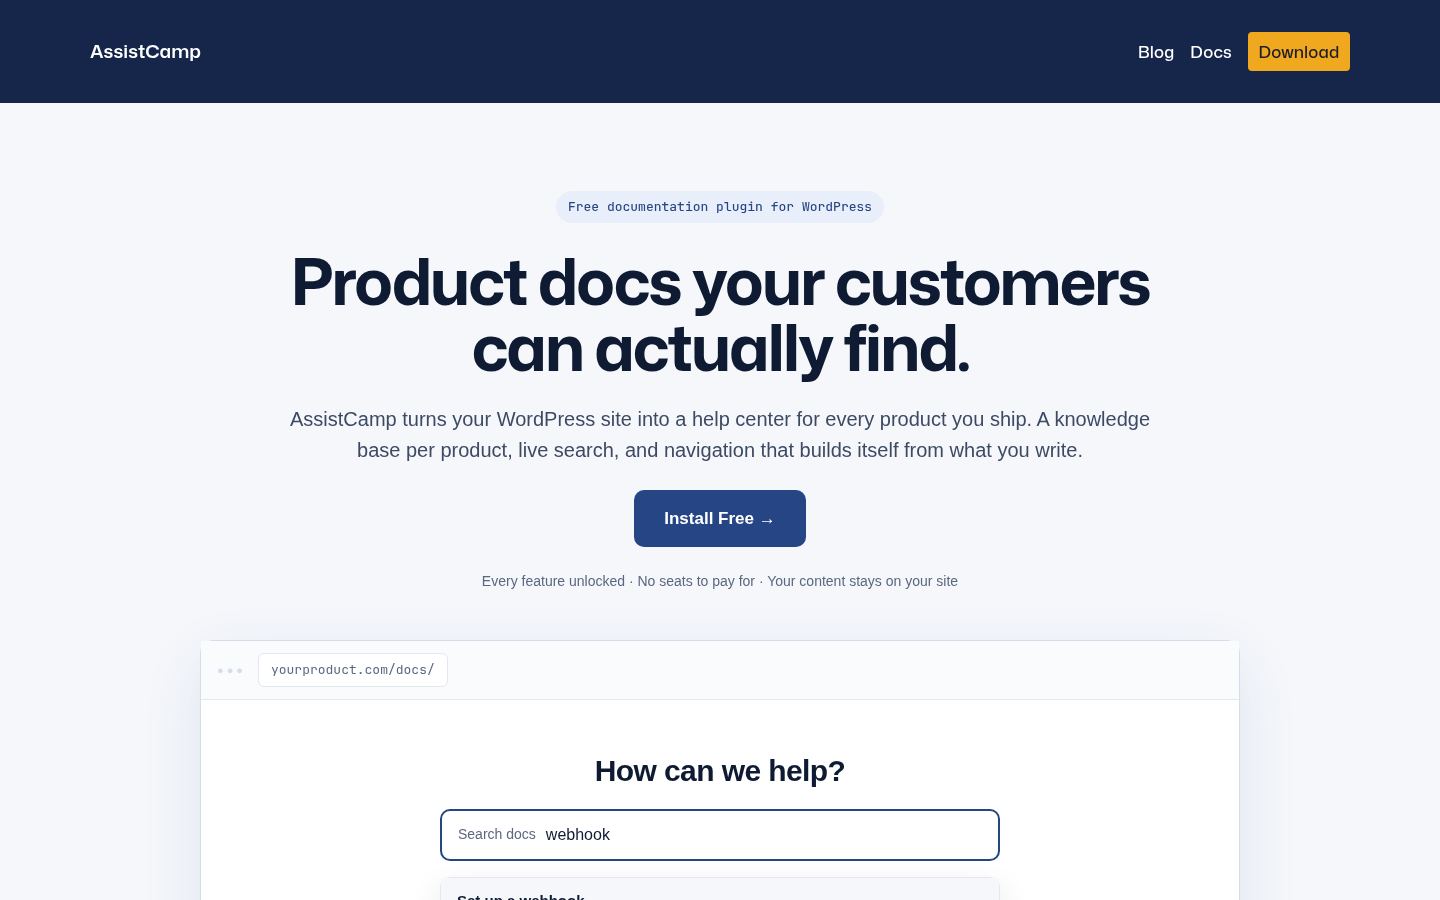 AssistCamp
Blog Docs Download
Free documentation plugin for WordPress
Product docs your customers
can actually find.
AssistCamp turns your WordPress site into a help center for every product you ship. A knowledge
base per product, live search, and navigation that builds itself from what you write.
Install Free →
Every feature unlocked · No seats to pay for · Your content stays on your site
yourproduct.com/docs/
How can we help?
Search docs webhook
Set up a webhook